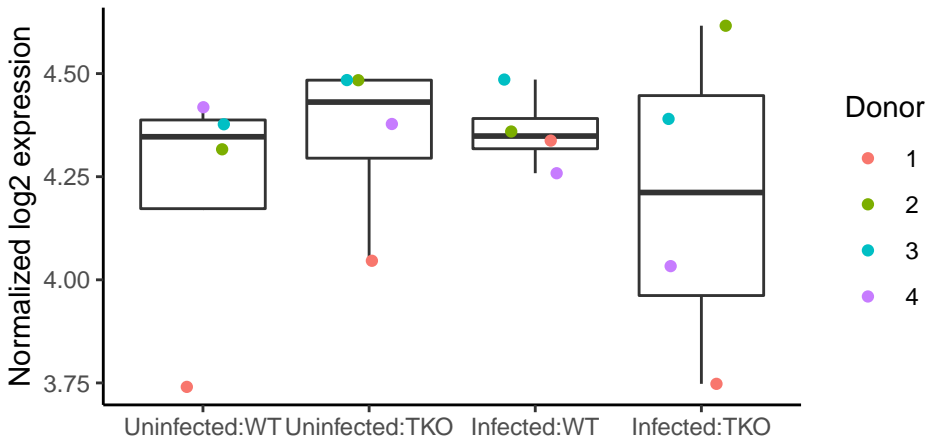 Normalized log2 expression
4.50
4.25
4.00
3.75
Uninfected:WT Uninfected:TKO Infected:WT Infected:TKO
Donor
1
2
3
4